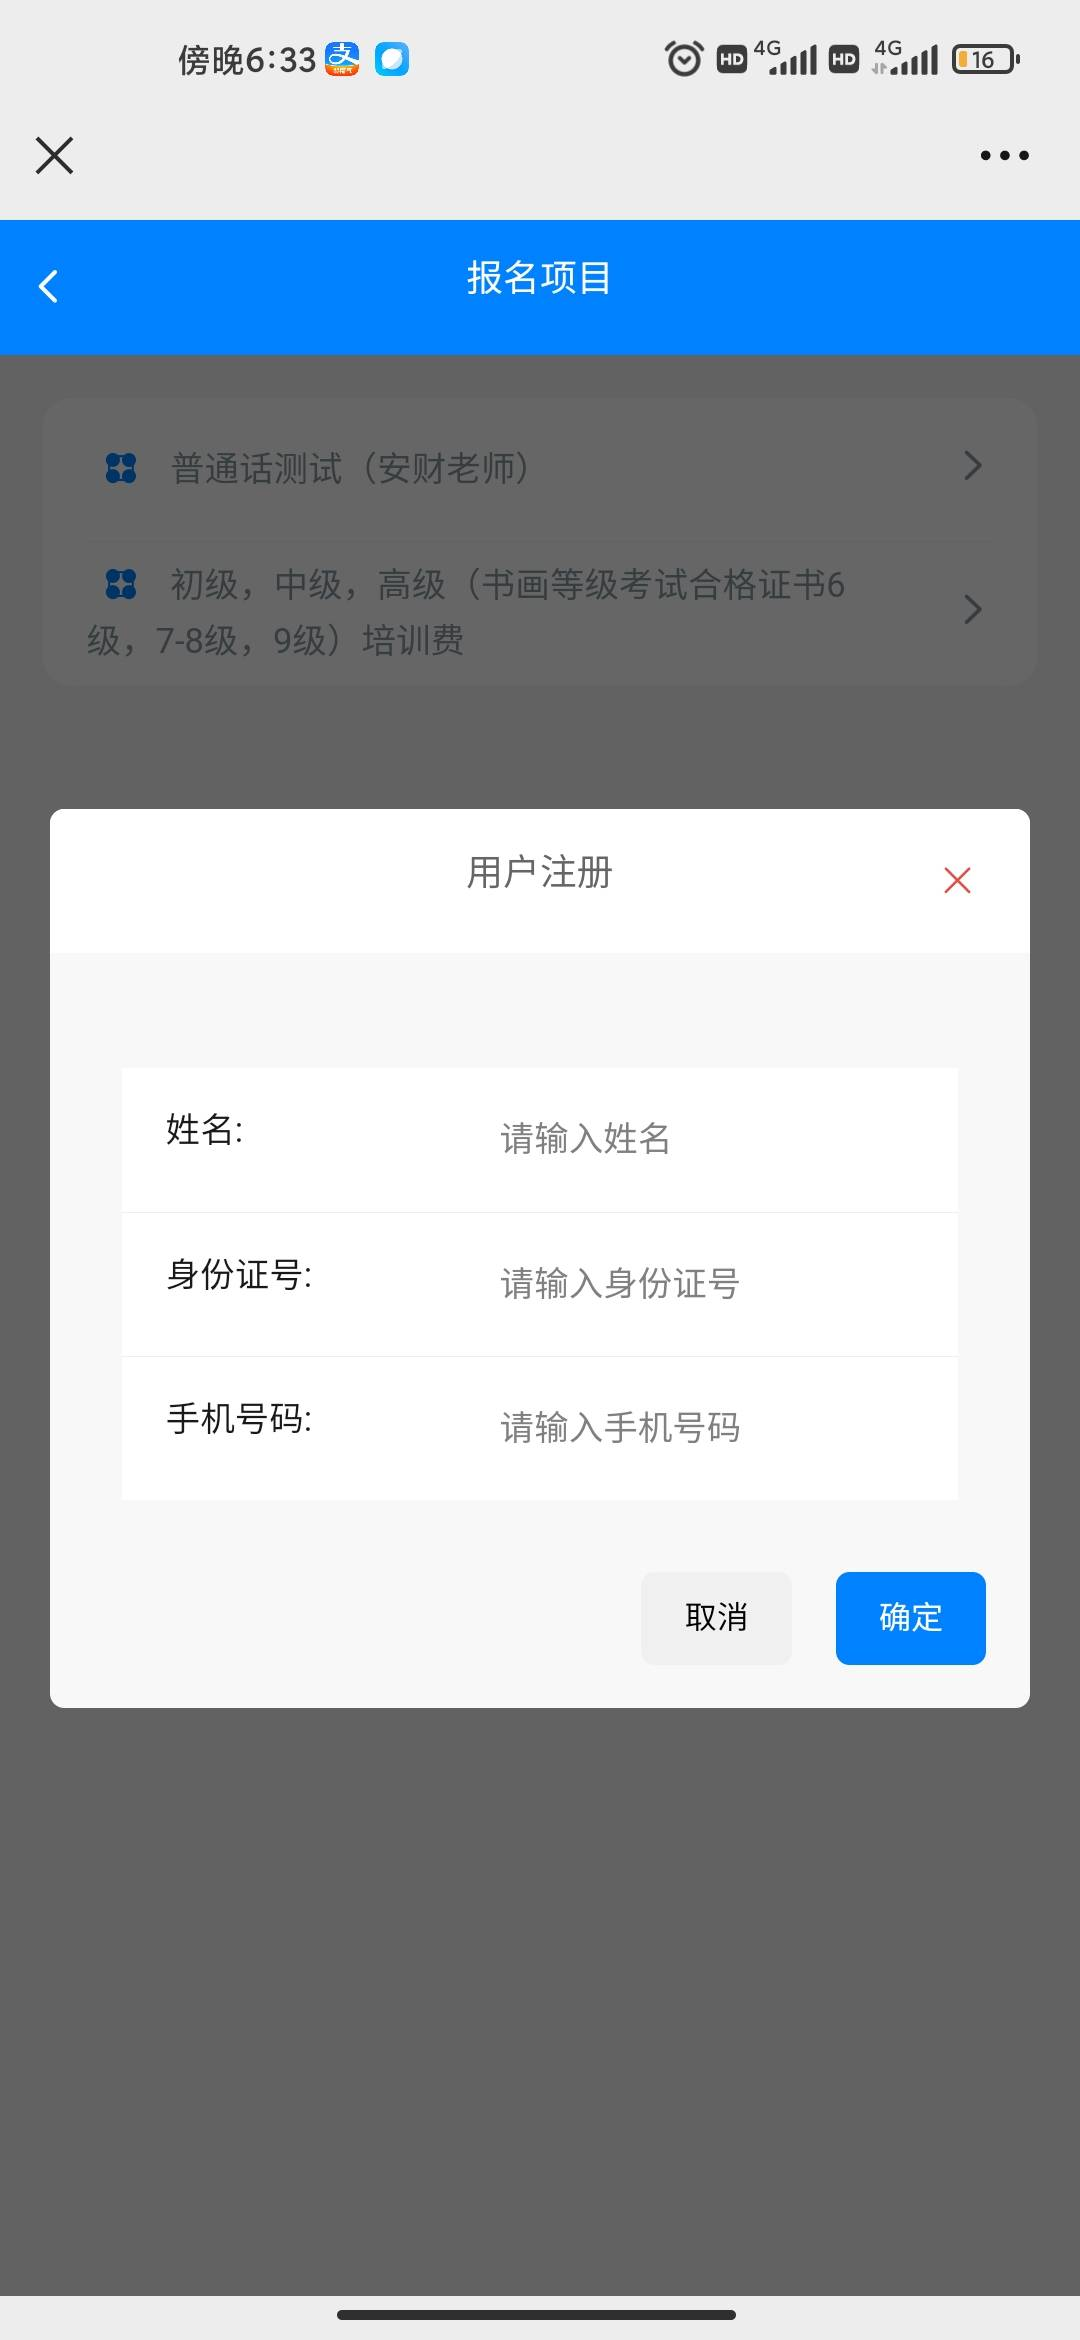 傍晚6:33
HD 4G HD 4G 16
报名项目
普通话测试（安财老师）
初级，中级，高级（书画等级考试合格证书6
级，7-8级，9级）培训费
用户注册
姓名: 请输入姓名
身份证号: 请输入身份证号
手机号码: 请输入手机号码
取消 确定